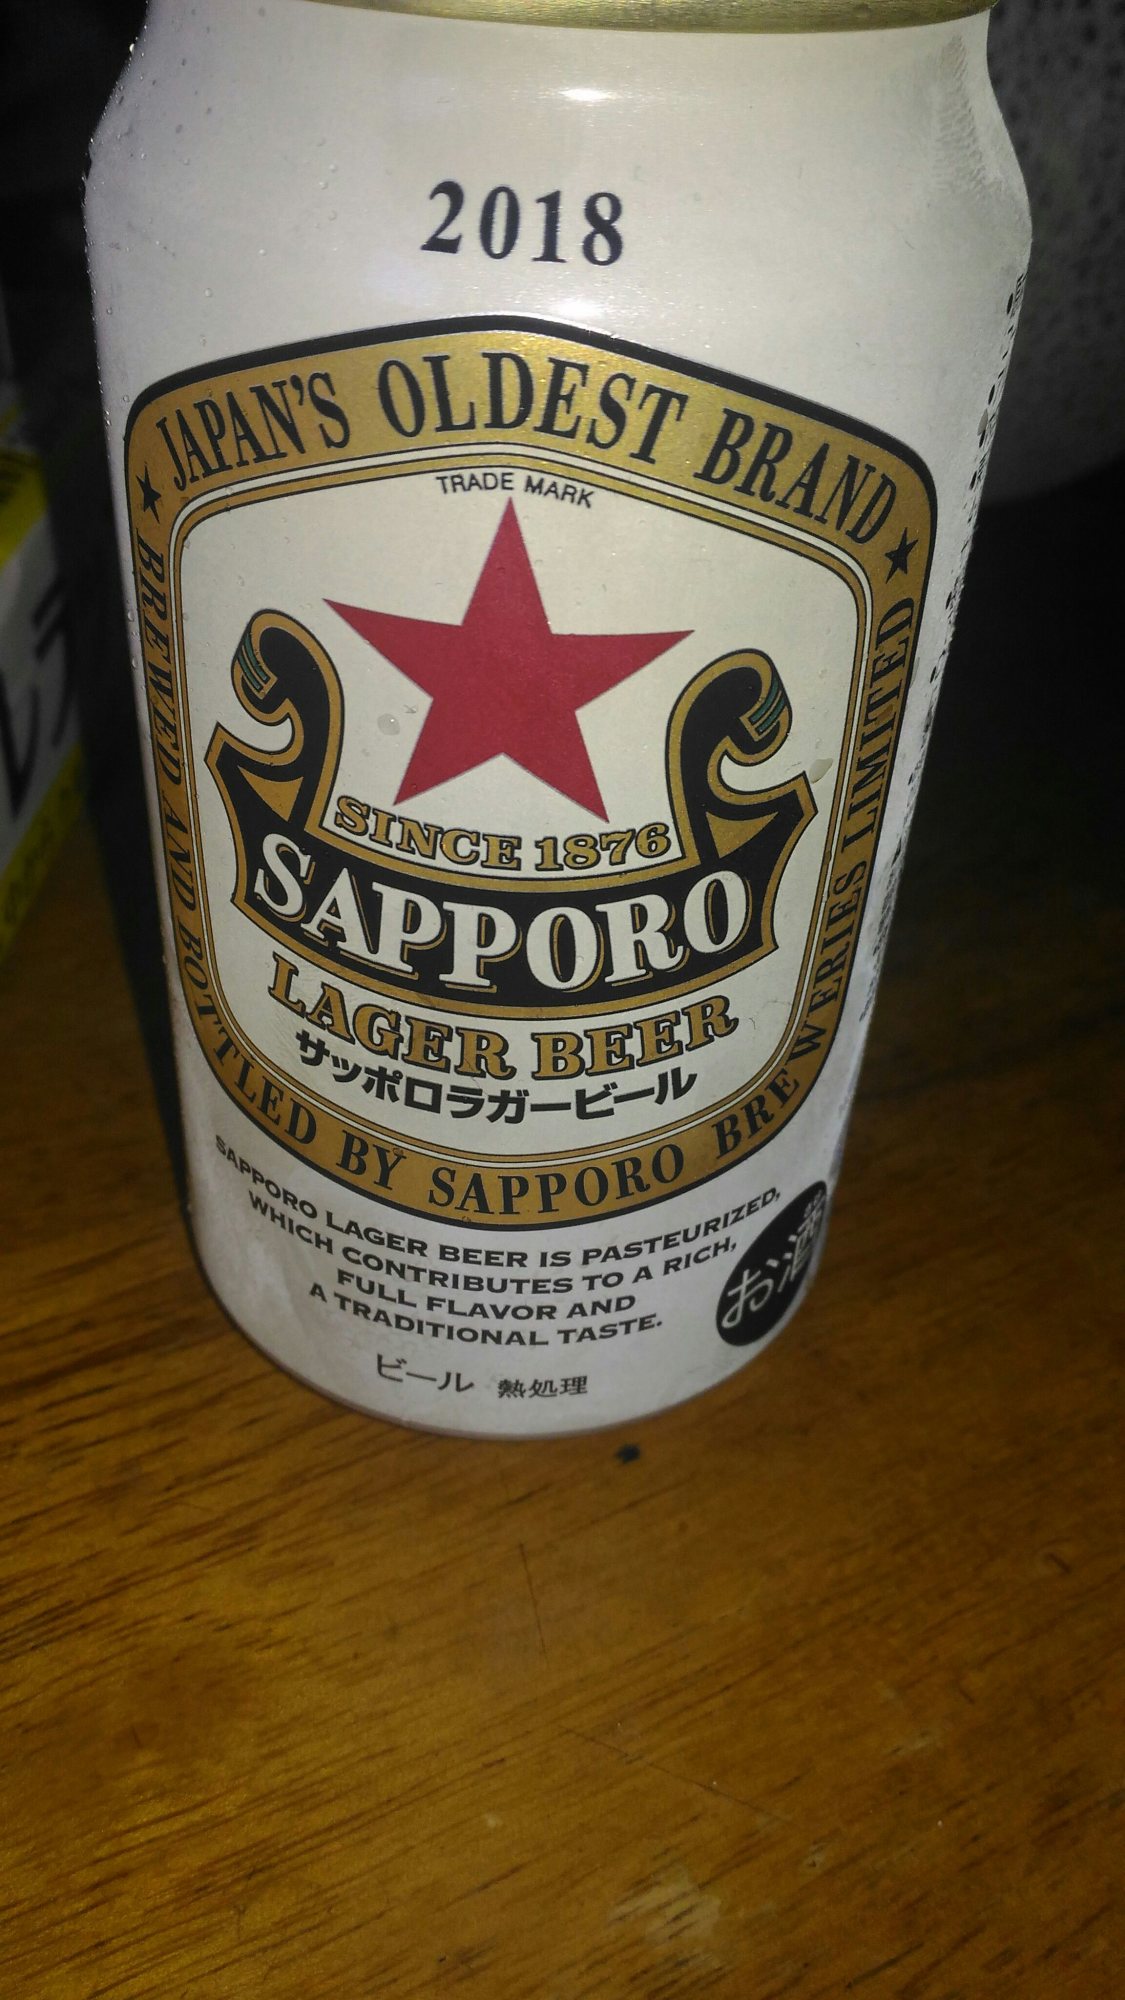 2018
★ JAPAN'S OLDEST BRAND ★
TRADE MARK
SINCE 1876
SAPPORO
LAGER BEER
サッポロラガービール
BREWED AND BOTTLED BY SAPPORO BREWERIES LIMITED
SAPPORO LAGER BEER IS PASTEURIZED,
WHICH CONTRIBUTES TO A RICH,
FULL FLAVOR AND
A TRADITIONAL TASTE.
お酒
ビール 熱処理